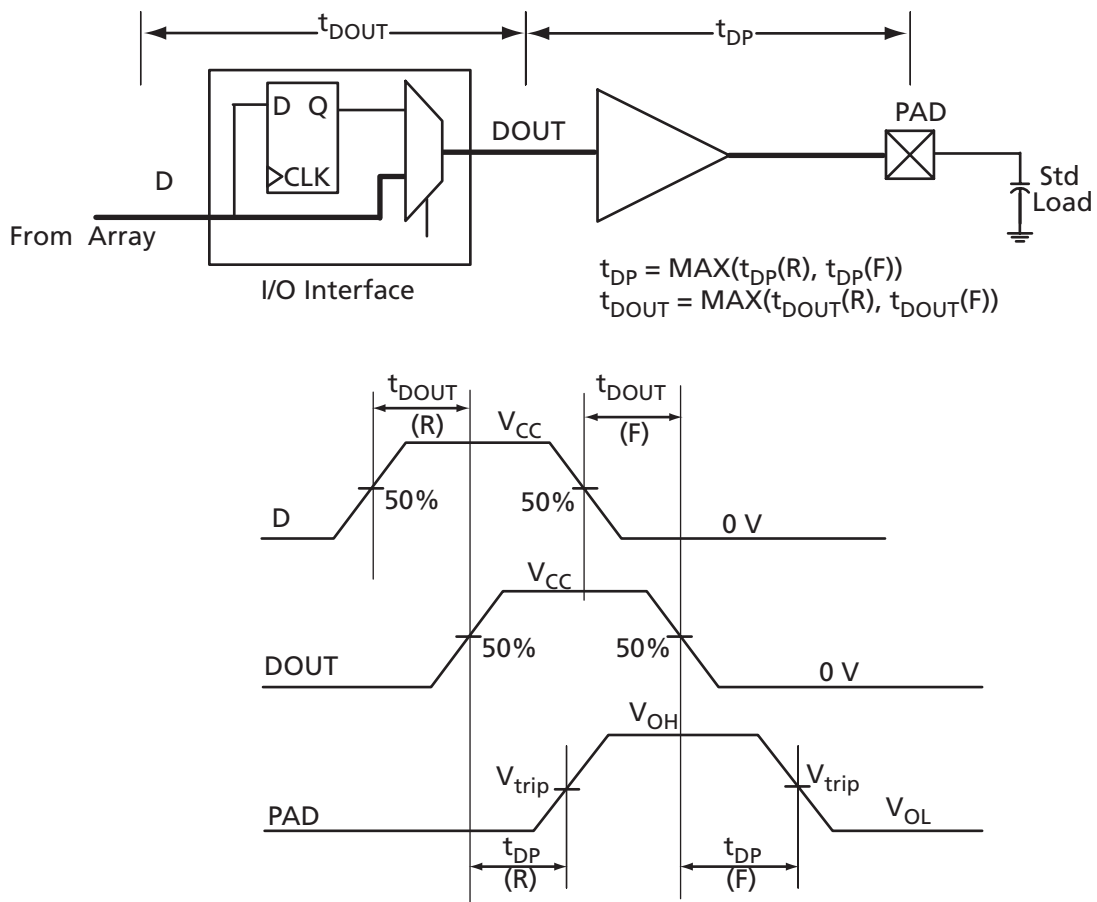 tDOUT tDP
PAD
D Q
DOUT
CLK
D
Std
Load
From Array
I/O Interface
tDP = MAX(tDP(R), tDP(F))
tDOUT = MAX(tDOUT(R), tDOUT(F))
tDOUT tDOUT
(R) VCC (F)
50% 50%
D 0 V
VCC
50% 50%
DOUT 0 V
VOH
Vtrip Vtrip
PAD VOL
tDP tDP
(R) (F)